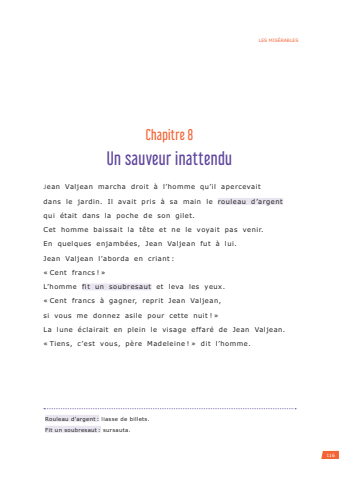 LES MISÉRABLES
Chapitre 8
Un sauveur inattendu
Jean Valjean marcha droit à l’homme qu’il apercevait
dans le jardin. Il avait pris à sa main le rouleau d’argent
qui était dans la poche de son gilet.
Cet homme baissait la tête et ne le voyait pas venir.
En quelques enjambées, Jean Valjean fut à lui.
Jean Valjean l’aborda en criant :
« Cent francs ! »
L’homme fit un soubresaut et leva les yeux.
« Cent francs à gagner, reprit Jean Valjean,
si vous me donnez asile pour cette nuit ! »
La lune éclairait en plein le visage effaré de Jean Valjean.
« Tiens, c’est vous, père Madeleine ! » dit l’homme.
Rouleau d’argent : liasse de billets.
Fit un soubresaut : sursauta.